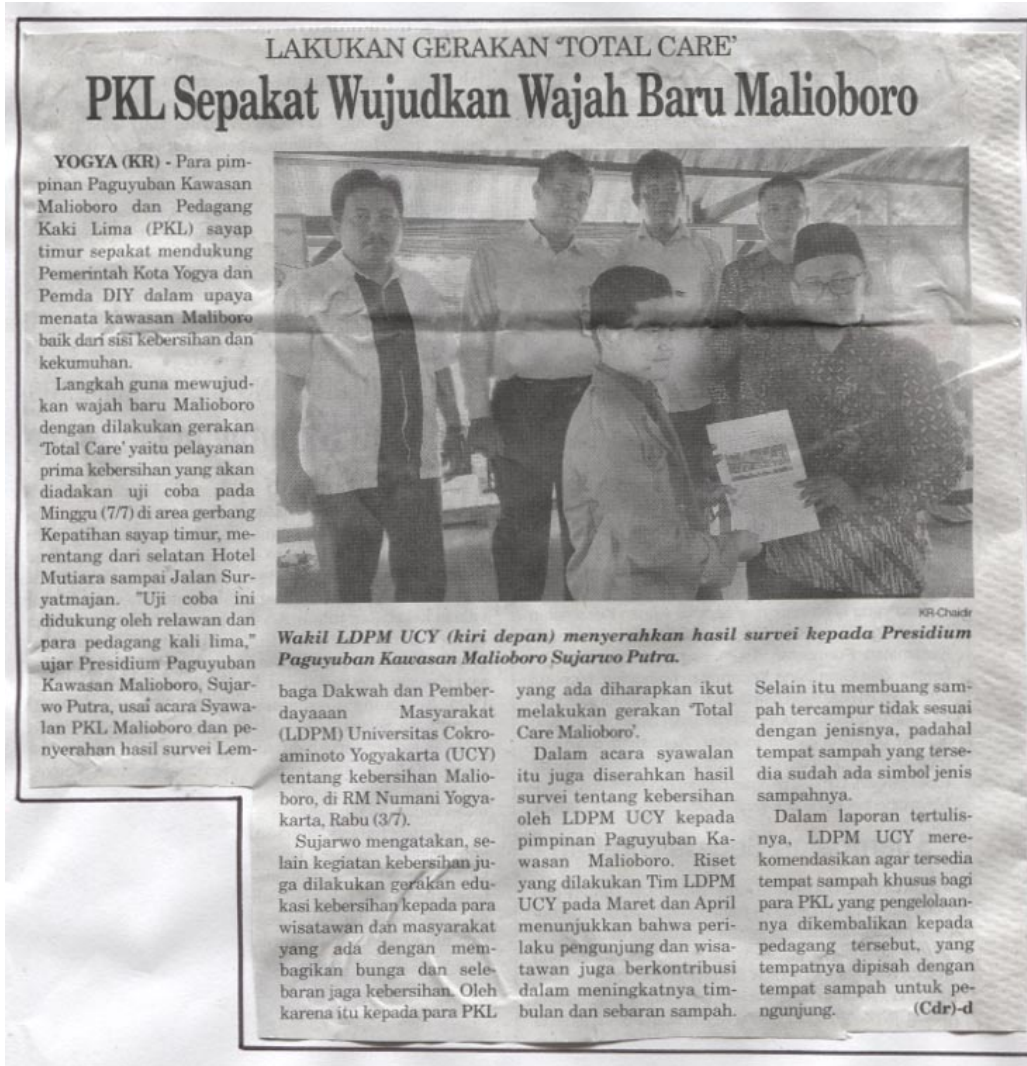 LAKUKAN GERAKAN 'TOTAL CARE'
PKL Sepakat Wujudkan Wajah Baru Malioboro
YOGYA (KR) - Para pim-
pinan Paguyuban Kawasan
Malioboro dan Pedagang
Kaki Lima (PKL) sayap
timur sepakat mendukung
Pemerintah Kota Yogya dan
Pemda DIY dalam upaya
menata kawasan Maliboro
baik dari sisi kebersihan dan
kekumuhan.
Langkah guna mewujud-
kan wajah baru Malioboro
dengan dilakukan gerakan
'Total Care' yaitu pelayanan
prima kebersihan yang akan
diadakan uji coba pada
Minggu (7/7) di area gerbang
Kepatihan sayap timur, me-
rentang dari selatan Hotel
Mutiara sampai Jalan Sur-
yatmajan. "Uji coba ini
didukung oleh relawan dan
para pedagang kali lima,"
ujar Presidium Paguyuban
Kawasan Malioboro, Sujar-
wo Putra, usai acara Syawa-
lan PKL Malioboro dan pe-
nyerahan hasil survei Lem-
KR-Chaidir
Wakil LDPM UCY (kiri depan) menyerahkan hasil survei kepada Presidium
Paguyuban Kawasan Malioboro Sujarwo Putra.
baga Dakwah dan Pember-
dayaaan Masyarakat
(LDPM) Universitas Cokro-
aminoto Yogyakarta (UCY)
tentang kebersihan Malio-
boro, di RM Numani Yogya-
karta, Rabu (3/7).
Sujarwo mengatakan, se-
lain kegiatan kebersihan ju-
ga dilakukan gerakan edu-
kasi kebersihan kepada para
wisatawan dan masyarakat
yang ada dengan mem-
bagikan bunga dan sele-
baran jaga kebersihan. Oleh
karena itu kepada para PKL
yang ada diharapkan ikut
melakukan gerakan 'Total
Care Malioboro'.
Dalam acara syawalan
itu juga diserahkan hasil
survei tentang kebersihan
oleh LDPM UCY kepada
pimpinan Paguyuban Ka-
wasan Malioboro. Riset
yang dilakukan Tim LDPM
UCY pada Maret dan April
menunjukkan bahwa peri-
laku pengunjung dan wisa-
tawan juga berkontribusi
dalam meningkatnya tim-
bulan dan sebaran sampah.
Selain itu membuang sam-
pah tercampur tidak sesuai
dengan jenisnya, padahal
tempat sampah yang terse-
dia sudah ada simbol jenis
sampahnya.
Dalam laporan tertulis-
nya, LDPM UCY mere-
komendasikan agar tersedia
tempat sampah khusus bagi
para PKL yang pengelolaan-
nya dikembalikan kepada
pedagang tersebut, yang
tempatnya dipisah dengan
tempat sampah untuk pe-
ngunjung. (Cdr)-d